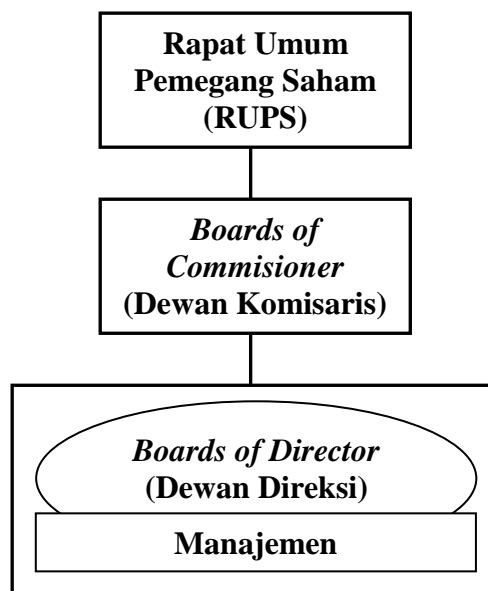 Rapat Umum
Pemegang Saham
(RUPS)
Boards of
Commisioner
(Dewan Komisaris)
Boards of Director
(Dewan Direksi)
Manajemen